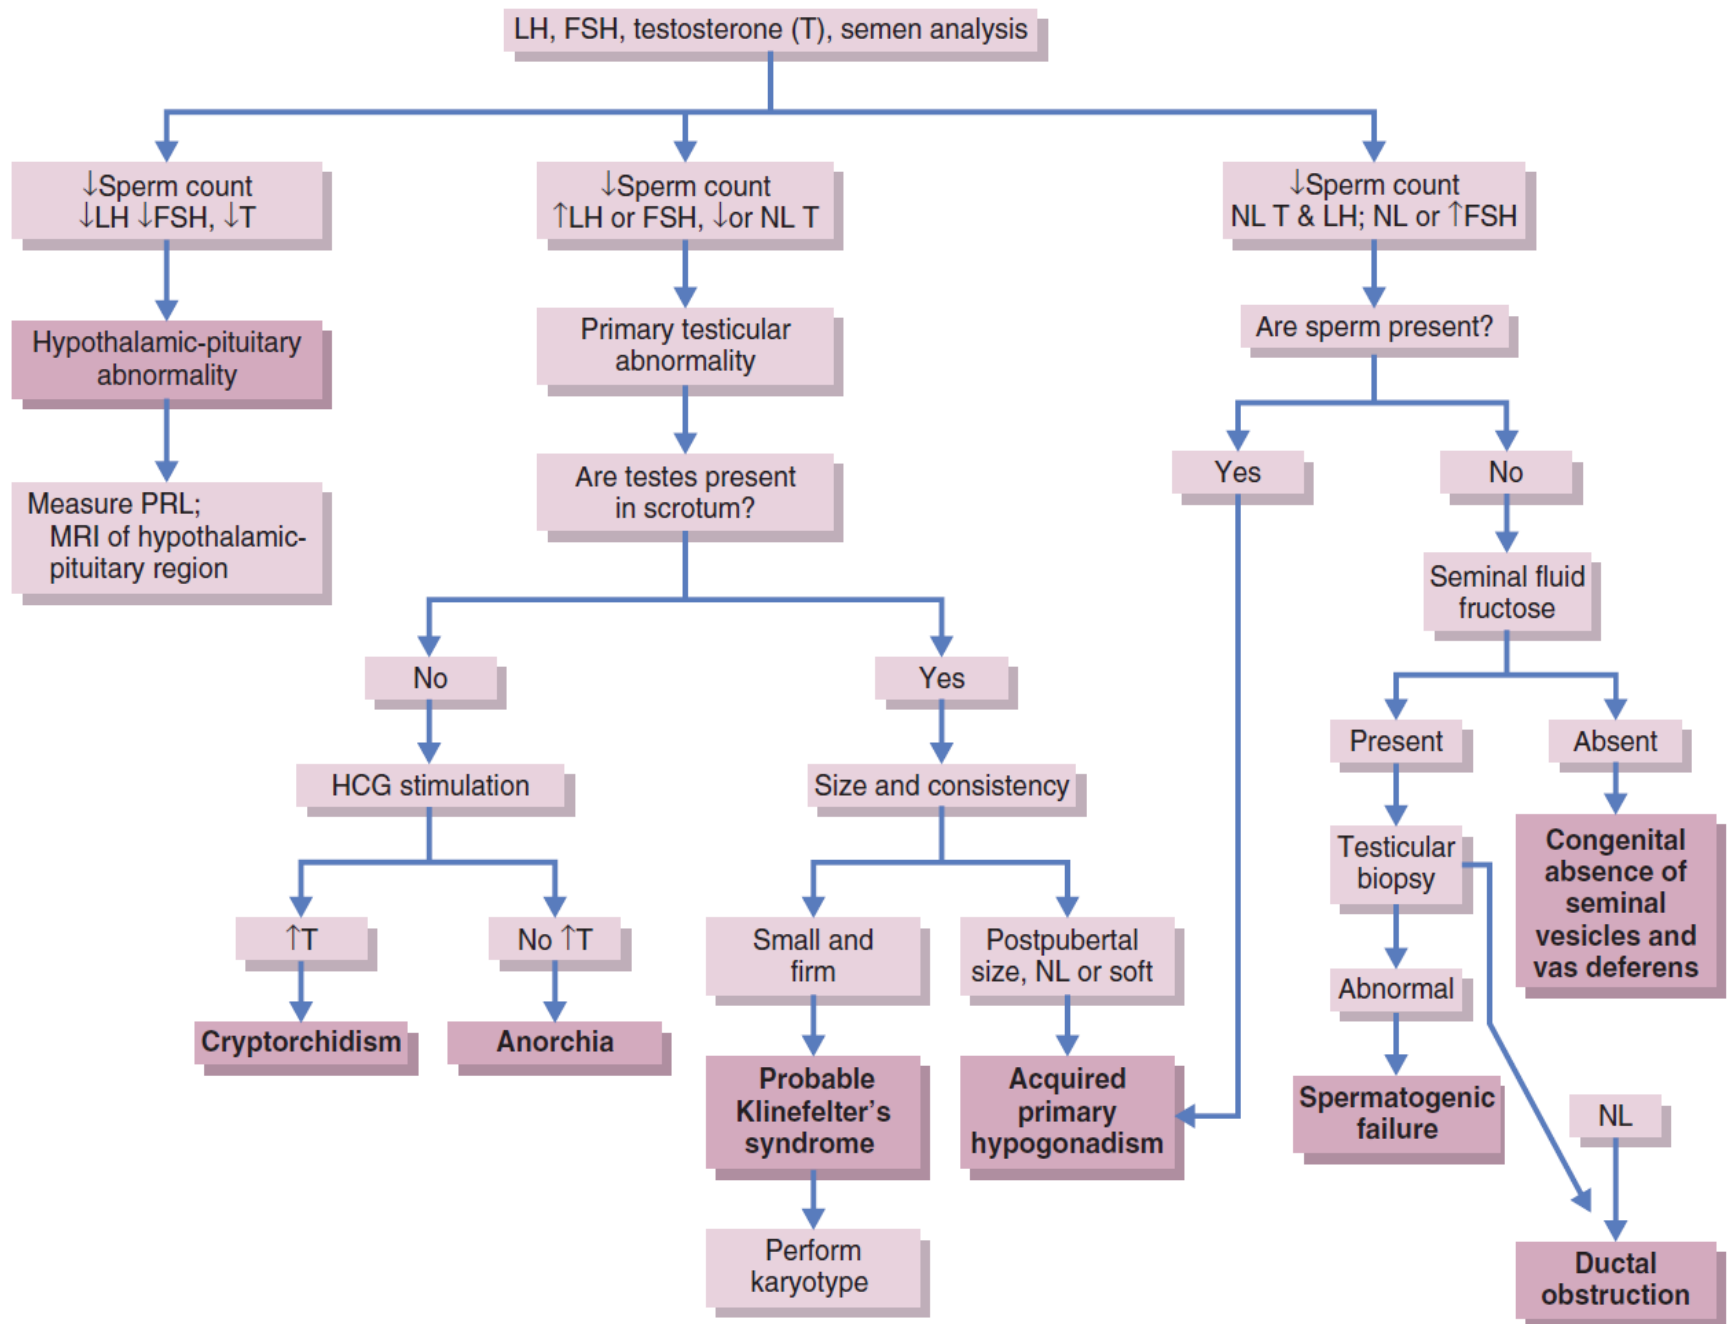 LH, FSH, testosterone (T), semen analysis
↓Sperm count
↓LH ↓FSH, ↓T
↓Sperm count
↑LH or FSH, ↓or NL T
↓Sperm count
NL T & LH; NL or ↑FSH
Hypothalamic-pituitary
abnormality
Primary testicular
abnormality
Are sperm present?
Measure PRL;
MRI of hypothalamic-
pituitary region
Are testes present
in scrotum?
Yes
No
Seminal fluid
fructose
No
Yes
Present
Absent
HCG stimulation
Size and consistency
Testicular
biopsy
Congenital
absence of
seminal
vesicles and
vas deferens
↑T
No ↑T
Small and
firm
Postpubertal
size, NL or soft
Abnormal
Cryptorchidism
Anorchia
Probable
Klinefelter's
syndrome
Acquired
primary
hypogonadism
Spermatogenic
failure
NL
Perform
karyotype
Ductal
obstruction